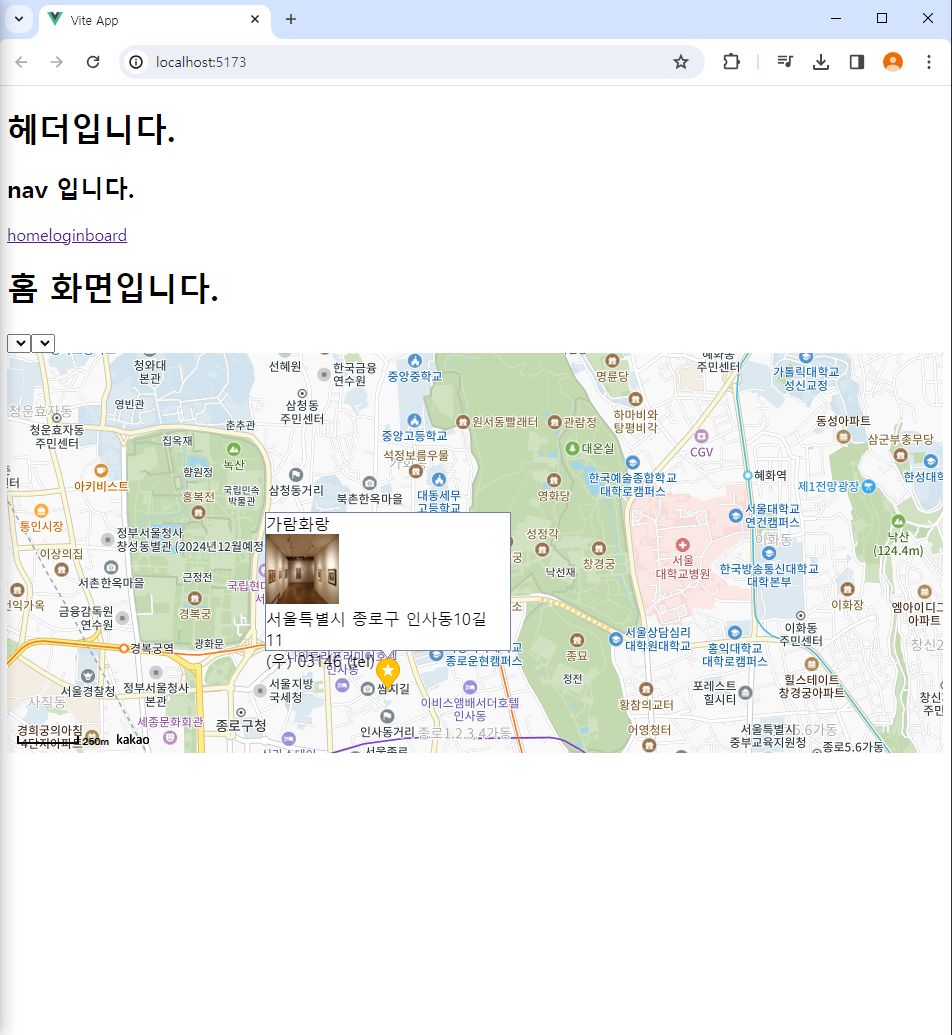 Vite App
localhost:5173
헤더입니다.
nav 입니다.
homeloginboard
홈 화면입니다.
청와대
본관
선혜원
한국금융
연수원
중앙중학교
명륜당
혜화동
주민센터
가톨릭대학교
성신교정
청운효자동
영빈관
삼청동
주민센터
하마비와
탕평비각
청운효자동
주민센터
춘추관
중앙고등학교
원서동빨래터
관람정
동성아파트
집옥재
석정보름우물
대온실
CGV
삼군부총무당
녹산
향원정
한국예술종합학교
대학로캠퍼스
혜화역
한성대
아키비스트
흥복전
국립민속
박물관
삼청동거리
북촌한옥마을
대동세무
고등학교
영화당
제1전망광장
통인시장
서울대학교
연건캠퍼스
낙산
(124.4m)
정부서울청사
창성동별관 (2024년12월예정
가람화랑
성정각
이화동
이상의집
창경궁
서울
대학교병원
한국방송통신대학교
대학본부
서촌한옥마을
근정전
국립현대
낙선재
건익가옥
경복궁
이화장
엠아이디그
아파트
금융감독원
연수원
서울특별시 종로구 인사동10길
11
광화문
서울상담심리
대학원대학교
홍익대학교
대학로캠퍼스
이화동
주민센터
경복궁역
(우) 03146 (tel)
인사동
종로운현캠퍼스
종묘
창신2
서울경찰청
정부서울청사
본관
서울지방
국세청
쌈지길
정전
포레스트
힐시티
힐스테이트
창경궁아파트
사직동
이비스앰배서더호텔
인사동
황참의교터
창신
주민
세종문화회관
종로구청
경희궁의아침
4단지아파트
250m
kakao
인사동거리
종로1.2.3.4가동
어영청터
서울특별시
중부교육지원청
5.6가동
종로5.6가동
서울종로